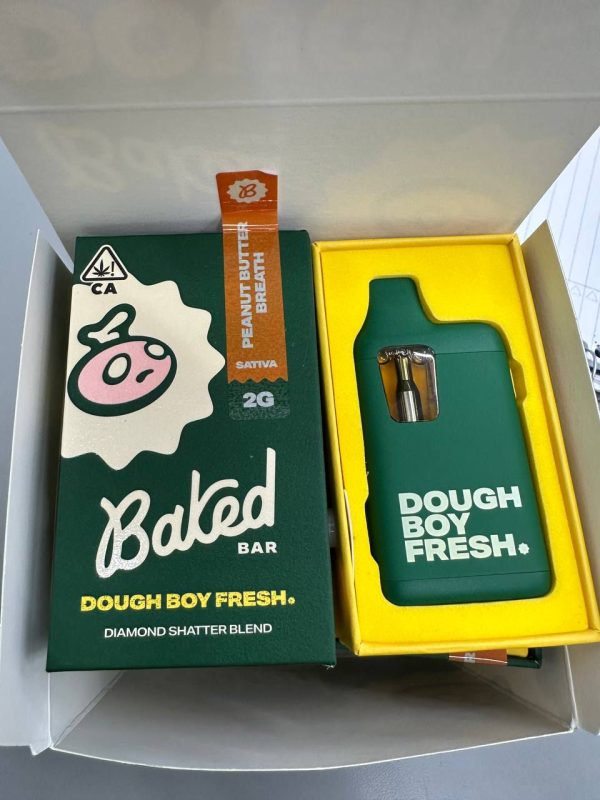 B
PEANUT BUTTER
BREATH
SATIVA
2G
CA
Baked
BAR
DOUGH BOY FRESH.
DIAMOND SHATTER BLEND
DOUGH
BOY
FRESH.